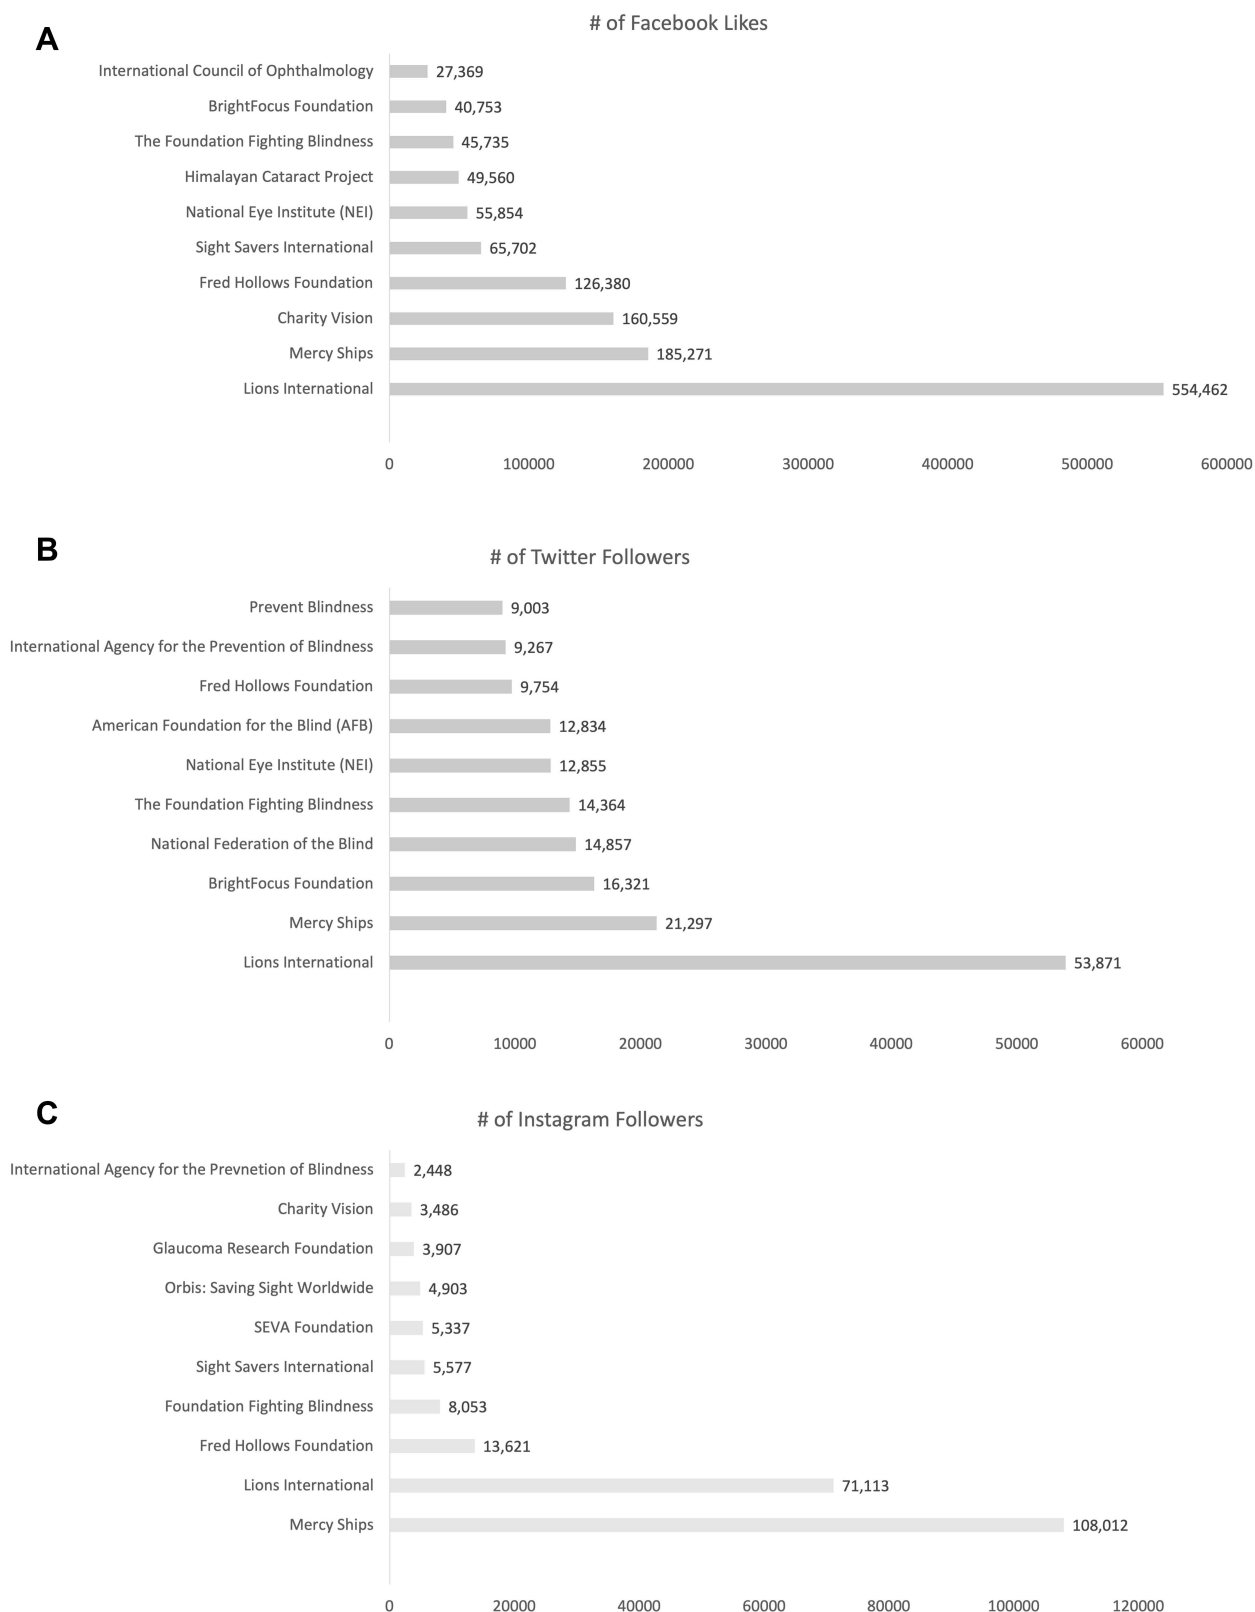 A
# of Facebook Likes
International Council of Ophthalmology 27,369
BrightFocus Foundation 40,753
The Foundation Fighting Blindness 45,735
Himalayan Cataract Project 49,560
National Eye Institute (NEI) 55,854
Sight Savers International 65,702
Fred Hollows Foundation 126,380
Charity Vision 160,559
Mercy Ships 185,271
Lions International 554,462
0 100000 200000 300000 400000 500000 600000
B
# of Twitter Followers
Prevent Blindness 9,003
International Agency for the Prevention of Blindness 9,267
Fred Hollows Foundation 9,754
American Foundation for the Blind (AFB) 12,834
National Eye Institute (NEI) 12,855
The Foundation Fighting Blindness 14,364
National Federation of the Blind 14,857
BrightFocus Foundation 16,321
Mercy Ships 21,297
Lions International 53,871
0 10000 20000 30000 40000 50000 60000
C
# of Instagram Followers
International Agency for the Prevnetion of Blindness 2,448
Charity Vision 3,486
Glaucoma Research Foundation 3,907
Orbis: Saving Sight Worldwide 4,903
SEVA Foundation 5,337
Sight Savers International 5,577
Foundation Fighting Blindness 8,053
Fred Hollows Foundation 13,621
Lions International 71,113
Mercy Ships 108,012
0 20000 40000 60000 80000 100000 120000